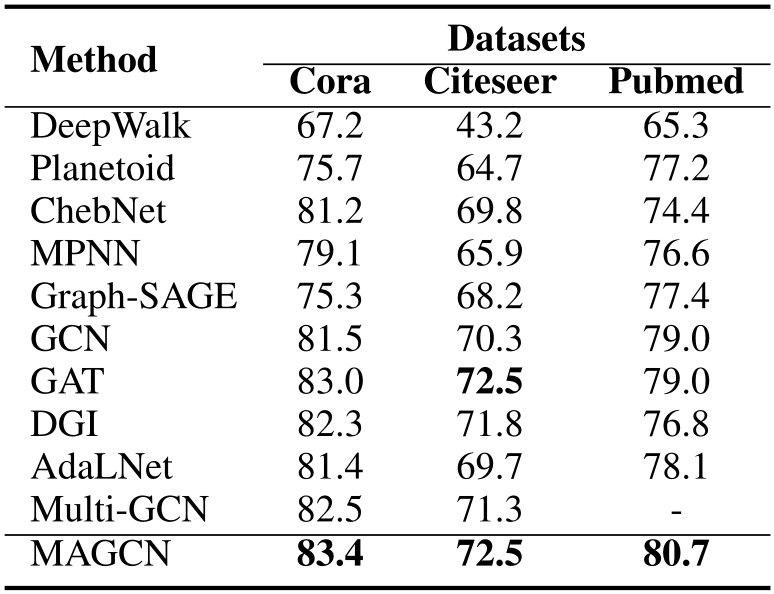 Method Datasets
Cora Citeseer Pubmed
DeepWalk 67.2 43.2 65.3
Planetoid 75.7 64.7 77.2
ChebNet 81.2 69.8 74.4
MPNN 79.1 65.9 76.6
Graph-SAGE 75.3 68.2 77.4
GCN 81.5 70.3 79.0
GAT 83.0 72.5 79.0
DGI 82.3 71.8 76.8
AdaLNet 81.4 69.7 78.1
Multi-GCN 82.5 71.3 -
MAGCN 83.4 72.5 80.7